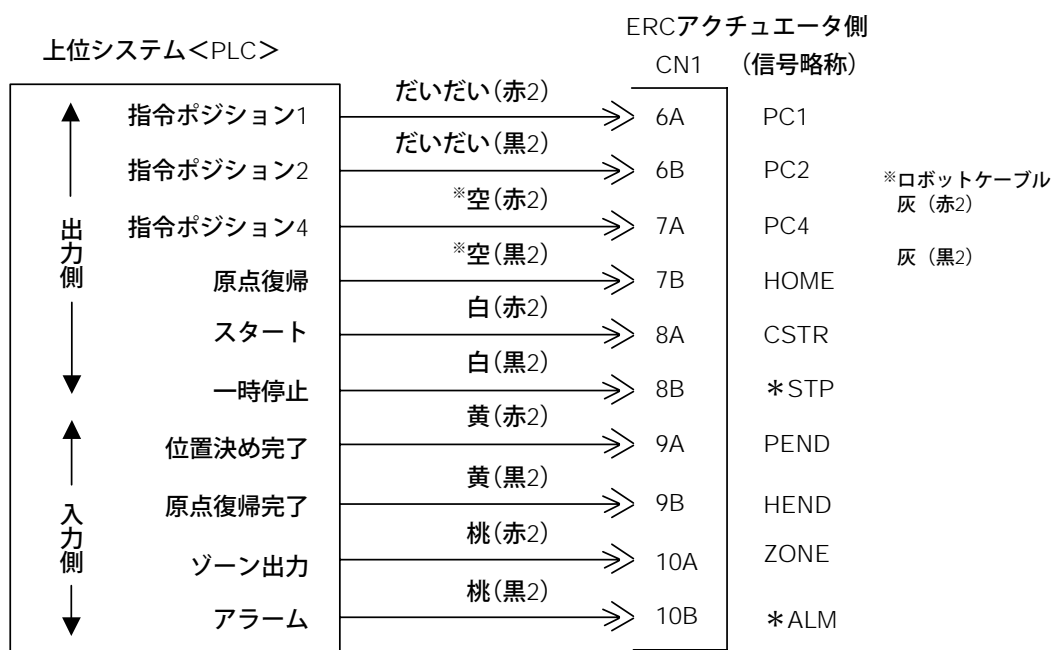 ERCアクチュエータ側
上位システム<PLC>
CN1 (信号略称)
指令ポジション1 だいだい(赤2) 6A PC1
指令ポジション2 だいだい(黒2) 6B PC2
指令ポジション4 ※空(赤2) 7A PC4
原点復帰 ※空(黒2) 7B HOME
スタート 白(赤2) 8A CSTR
一時停止 白(黒2) 8B *STP
位置決め完了 黄(赤2) 9A PEND
原点復帰完了 黄(黒2) 9B HEND
ゾーン出力 桃(赤2) 10A ZONE
アラーム 桃(黒2) 10B *ALM
出力側
入力側
※ロボットケーブル
灰(赤2)
灰(黒2)